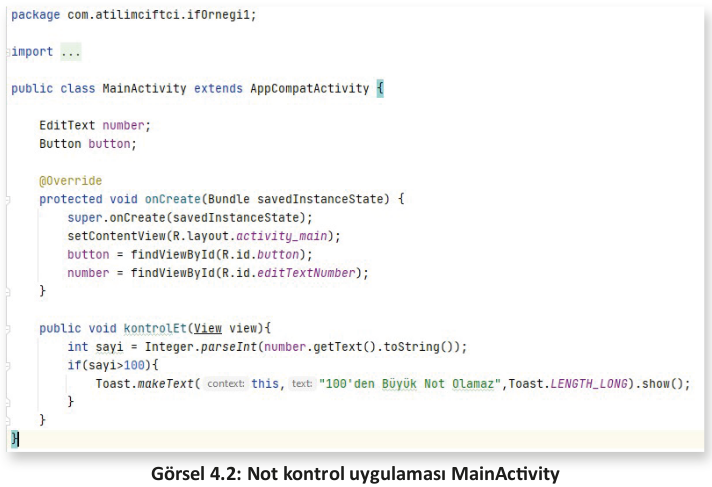 package com.atilimciftci.ifOrnegi1;
import ...
public class MainActivity extends AppCompatActivity {
EditText number;
Button button;
@Override
protected void onCreate(Bundle savedInstanceState) {
super.onCreate(savedInstanceState);
setContentView(R.layout.activity_main);
button = findViewById(R.id.button);
number = findViewById(R.id.editTextNumber);
}
public void kontrolEt(View view){
int sayi = Integer.parseInt(number.getText().toString());
if(sayi>100){
Toast.makeText( context: this, text: "100'den Büyük Not Olamaz",Toast.LENGTH_LONG).show();
}
}
}
Görsel 4.2: Not kontrol uygulaması MainActivity